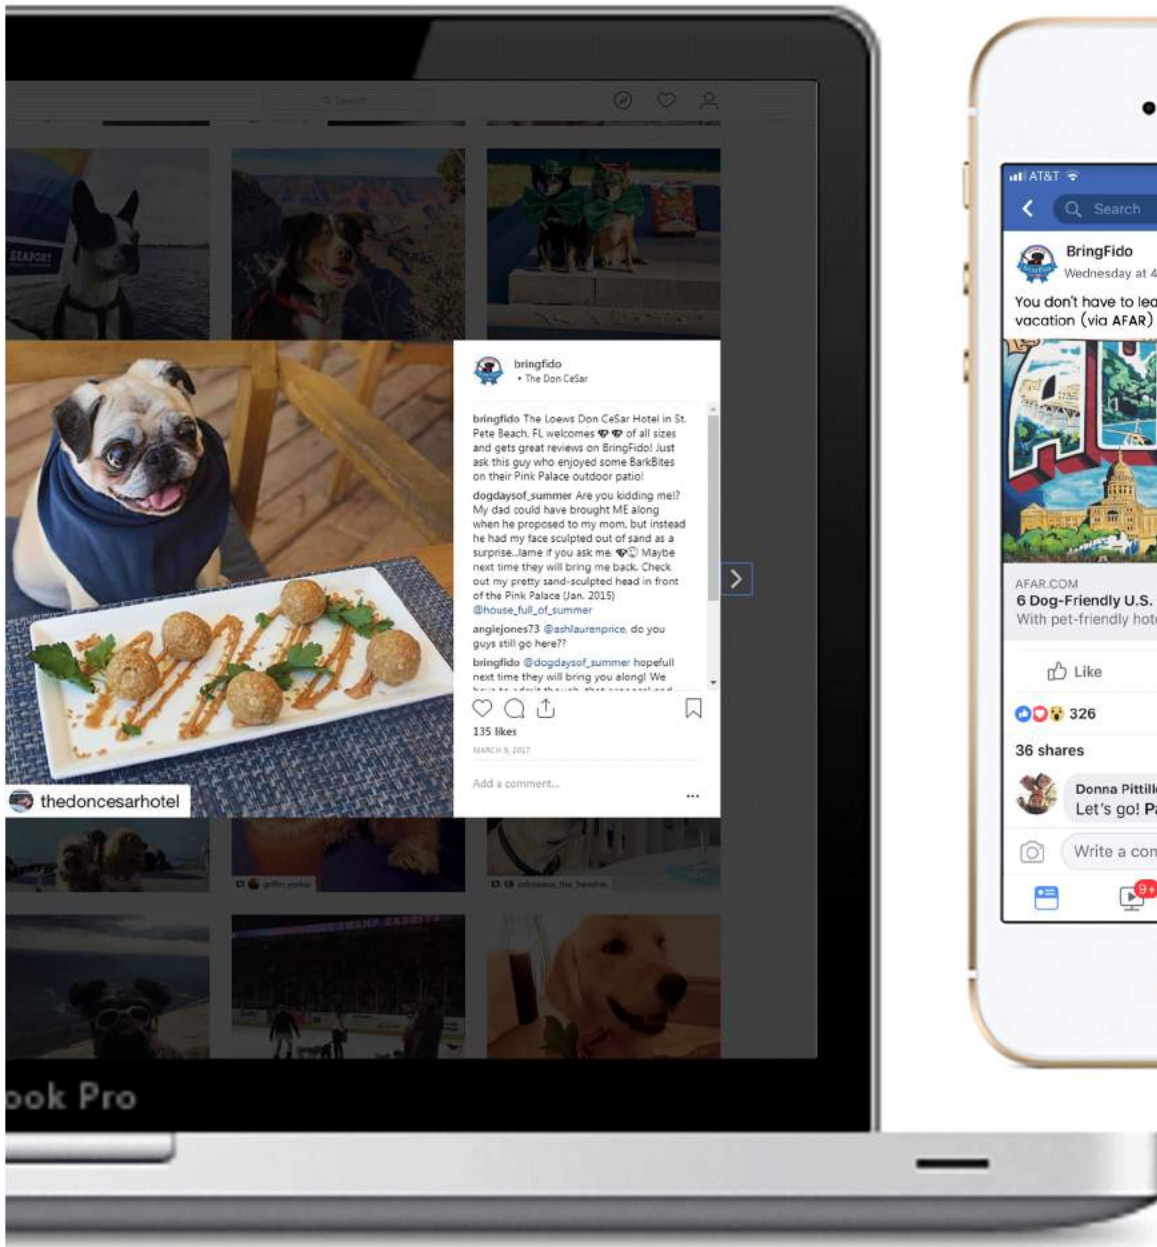 Search
SEAPORT
bringfido
• The Don CeSar
bringfido The Loews Don CeSar Hotel in St.
Pete Beach, FL welcomes of all sizes
and gets great reviews on BringFido! Just
ask this guy who enjoyed some BarkBites
on their Pink Palace outdoor patio!
dogdaysof_summer Are you kidding me!?
My dad could have brought ME along
when he proposed to my mom, but instead
he had my face sculpted out of sand as a
surprise...lame if you ask me. Maybe
next time they will bring me back. Check
out my pretty sand-sculpted head in front
of the Pink Palace (Jan. 2015)
@house_full_of_summer
angiejones73 @ashlaurenprice, do you
guys still go here??
bringfido @dogdaysof_summer hopefull
next time they will bring you along! We
135 likes
MARCH 9, 2017
Add a comment...
thedoncesarhotel
griffin_yorkie
SWAMP RABBITS
ook Pro
AT&T
Search
BringFido
Wednesday at 4
You don't have to lea
vacation (via AFAR)
AFAR.COM
6 Dog-Friendly U.S.
With pet-friendly hote
Like
326
36 shares
Donna Pittill
Let's go! Pa
Write a com
9+